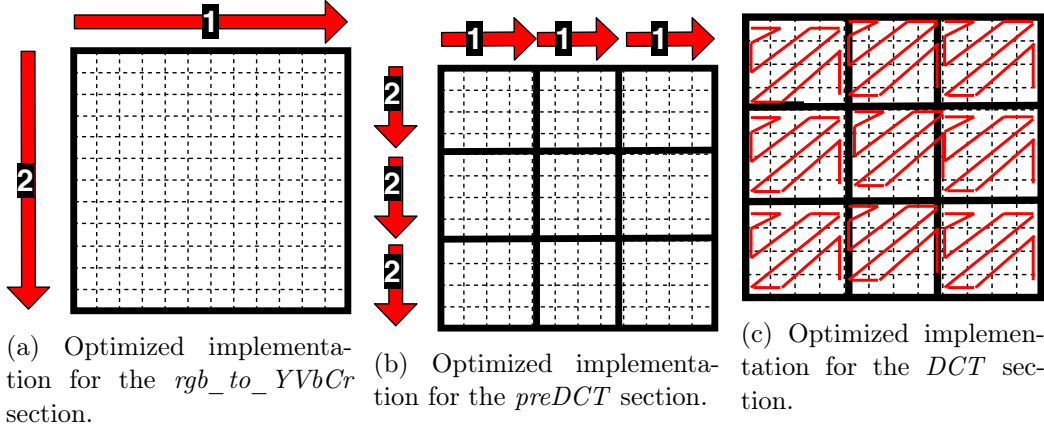 1
2
1 1 1
2
2
2
(a) Optimized implementa-
tion for the rgb_to_YVbCr
section.
(b) Optimized implementa-
tion for the preDCT section.
(c) Optimized implemen-
tation for the DCT sec-
tion.